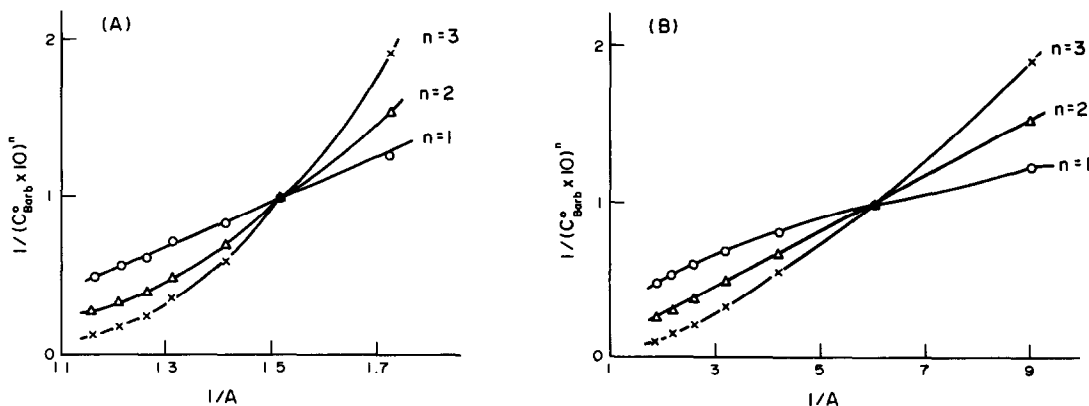 (A)
2
1
0
1/(C°Barb × 10)ⁿ
n=3
n=2
n=1
1.1
1.3
1.5
1.7
1/A
(B)
2
1
0
1/(C°Barb × 10)ⁿ
n=3
n=2
n=1
1
3
5
7
9
1/A